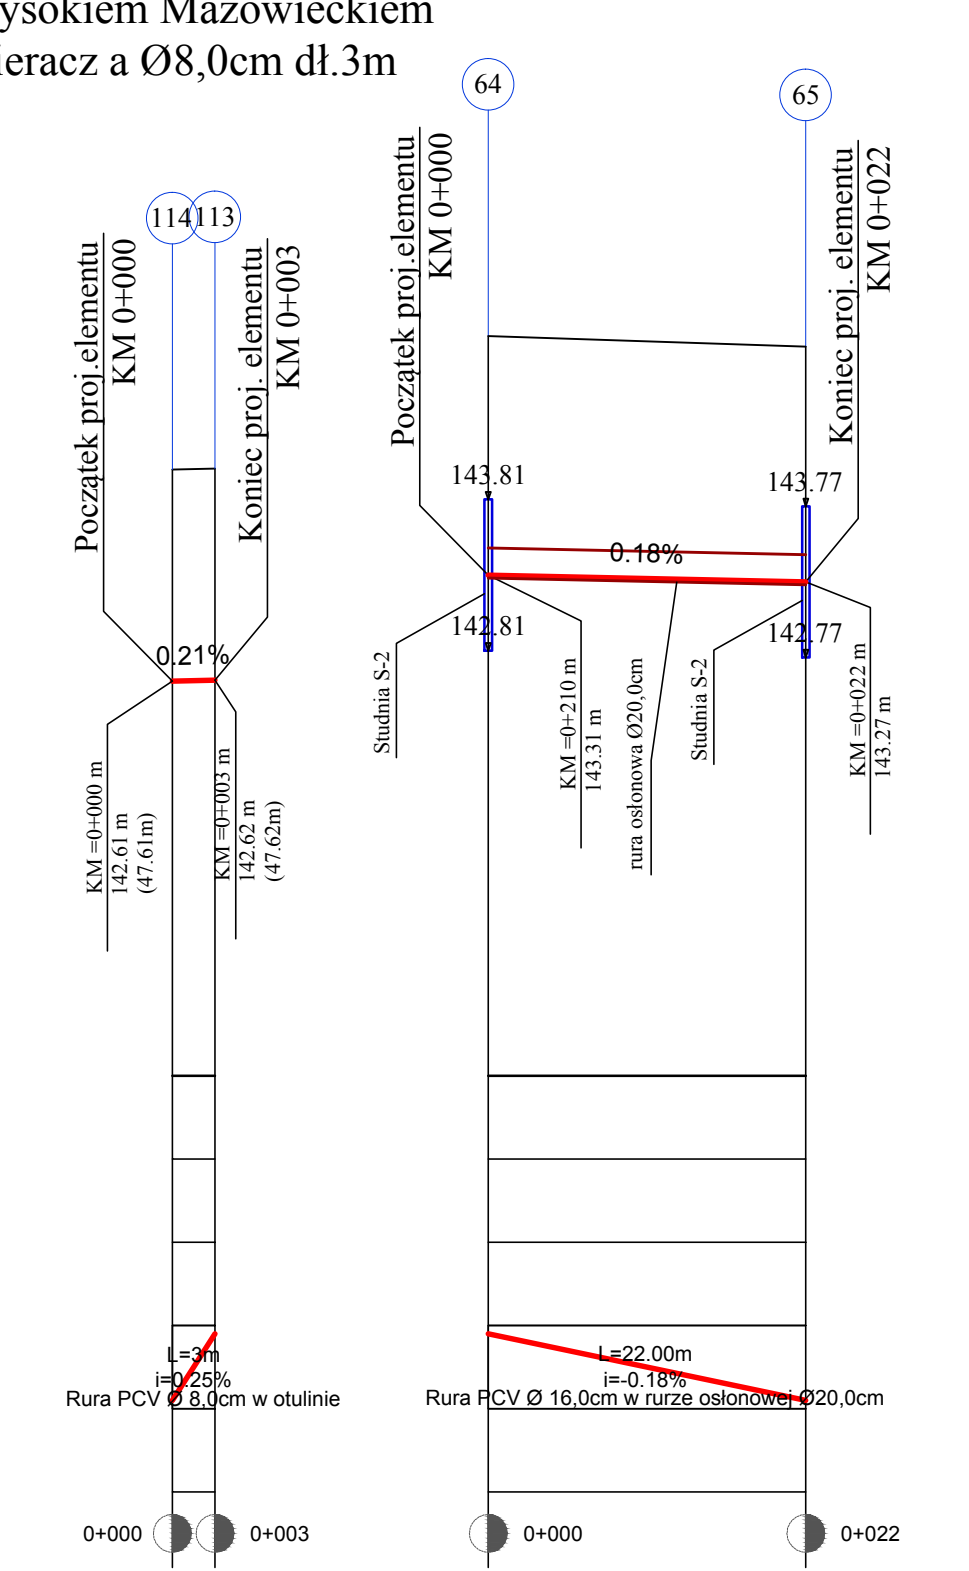 ysokiem Mazowieckiem
ieracz a Ø8,0cm dł.3m
114
113
Początek proj.elementu
KM 0+000
Koniec proj. elementu
KM 0+003
0.21%
KM =0+000 m
142.61 m
(47.61m)
KM =0+003 m
142.62 m
(47.62m)
L=3m
i=0.25%
Rura PCV Ø 8,0cm w otulinie
0+000
0+003
64
65
Początek proj.elementu
KM 0+000
Koniec proj. elementu
KM 0+022
143.81
143.77
0.18%
142.81
142.77
Studnia S-2
KM =0+210 m
143.31 m
rura osłonowa Ø20,0cm
Studnia S-2
KM =0+022 m
143.27 m
L=22.00m
i=-0.18%
Rura PCV Ø 16,0cm w rurze osłonowej Ø20,0cm
0+000
0+022